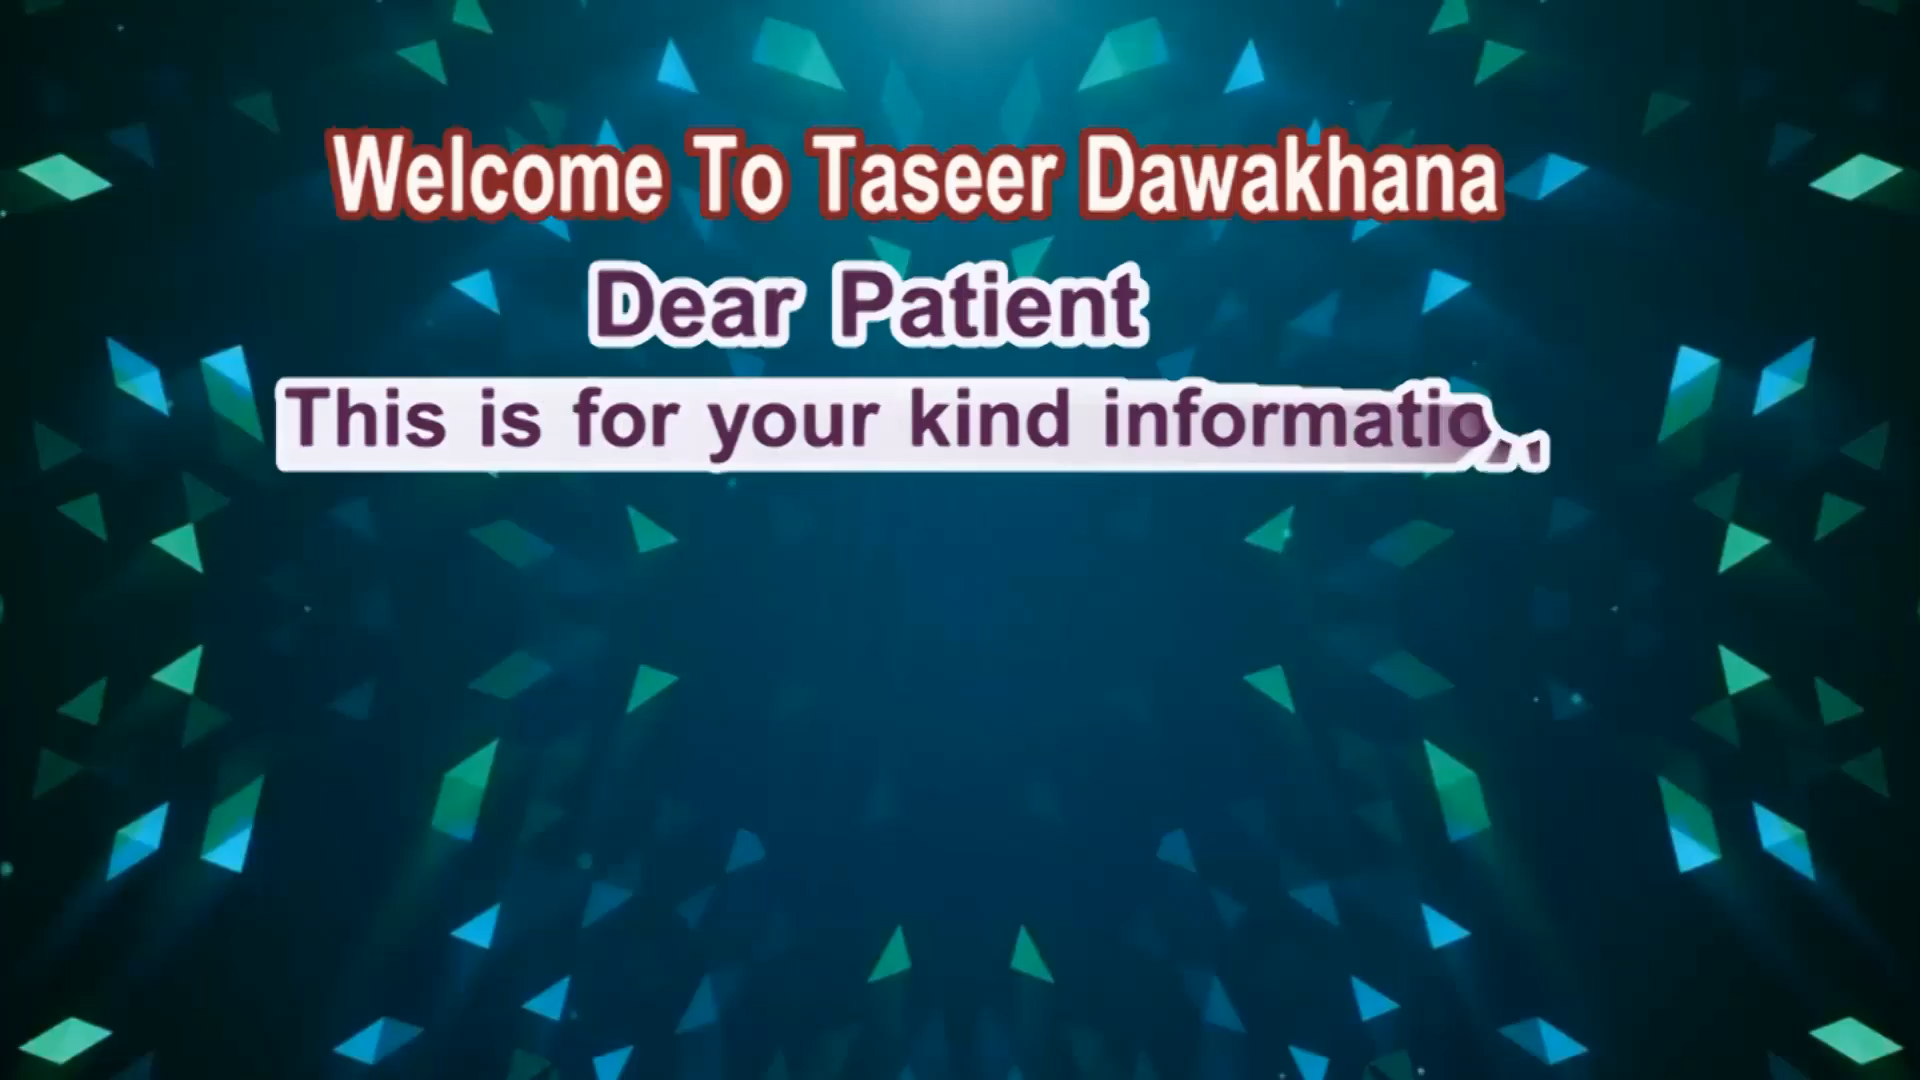 Welcome To Taseer Dawakhana
Dear Patient
This is for your kind informatio